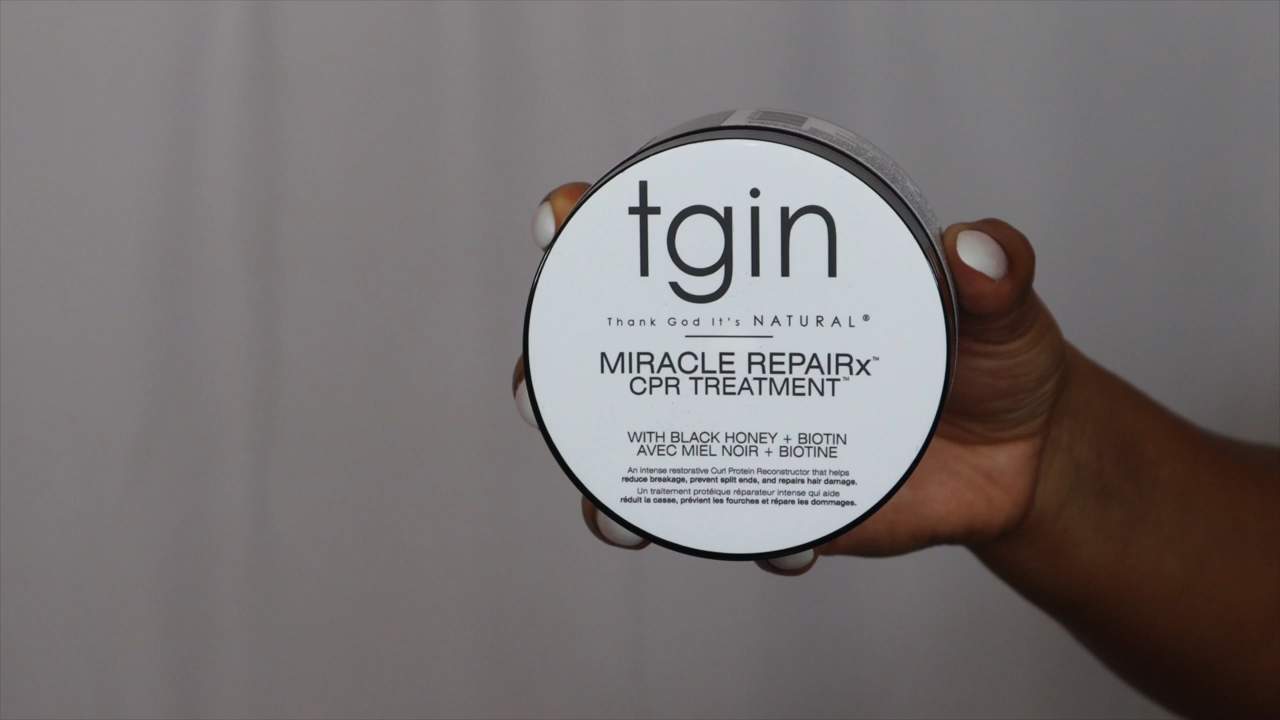 tgin
Thank God It's NATURAL®
MIRACLE REPAIRx™
CPR TREATMENT™
WITH BLACK HONEY + BIOTIN
AVEC MIEL NOIR + BIOTINE
An intense restorative Curl Protein Reconstructor that helps
reduce breakage, prevent split ends, and repairs hair damage.
Un traitement protéique réparateur intense qui aide
réduit la casse, prévient les fourches et répare les dommages.